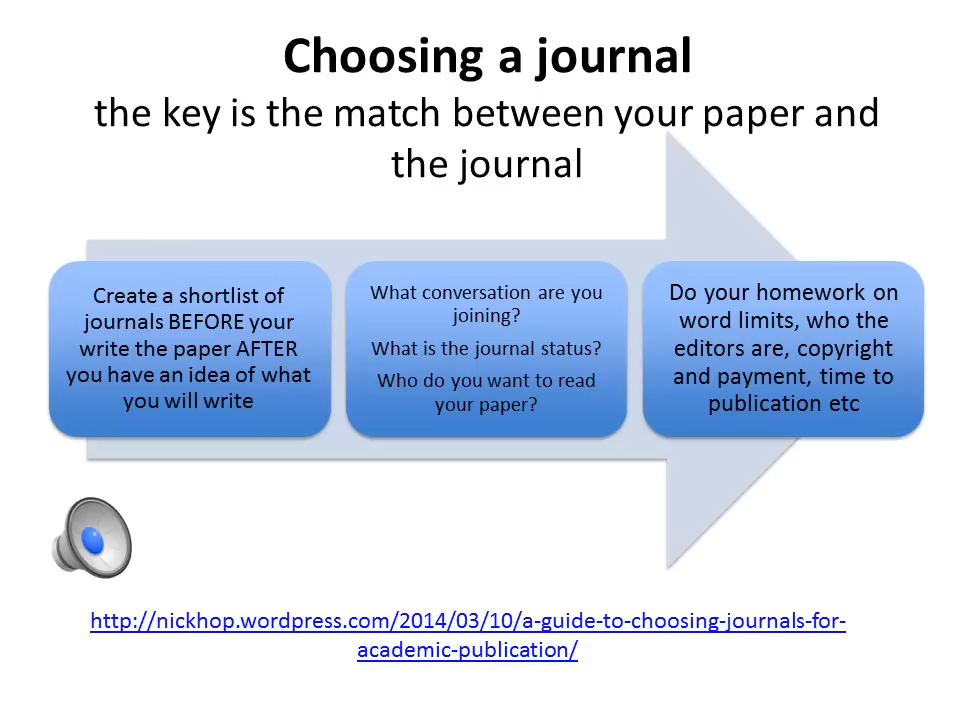 Choosing a journal
the key is the match between your paper and
the journal
Create a shortlist of
journals BEFORE your
write the paper AFTER
you have an idea of what
you will write
What conversation are you
joining?
What is the journal status?
Who do you want to read
your paper?
Do your homework on
word limits, who the
editors are, copyright
and payment, time to
publication etc
http://nickhop.wordpress.com/2014/03/10/a-guide-to-choosing-journals-for-
academic-publication/